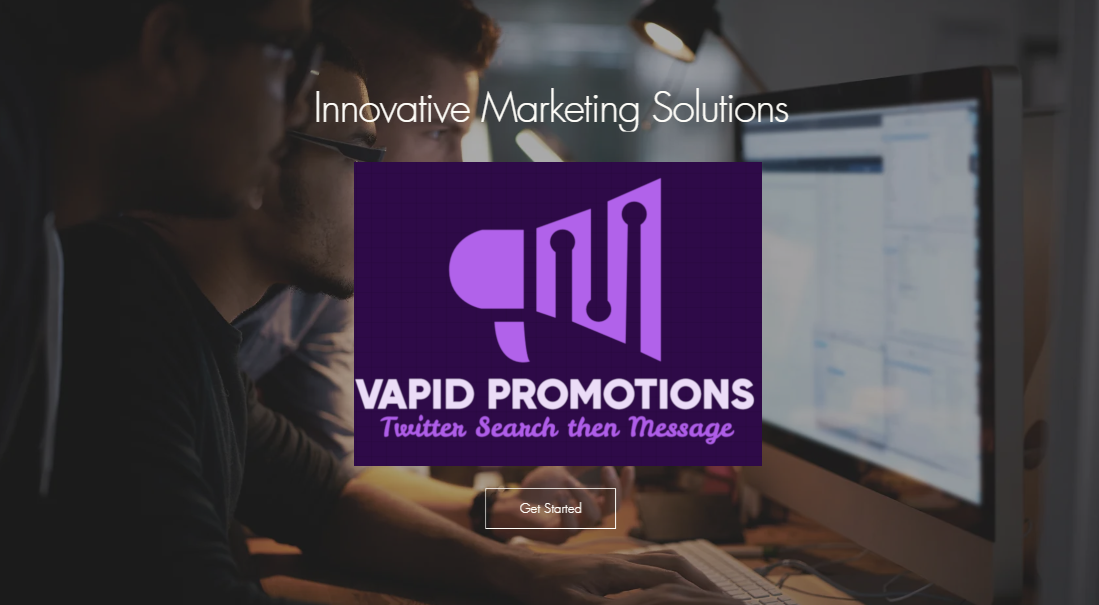 Innovative Marketing Solutions
VAPID PROMOTIONS
Twitter Search then Message
Get Started